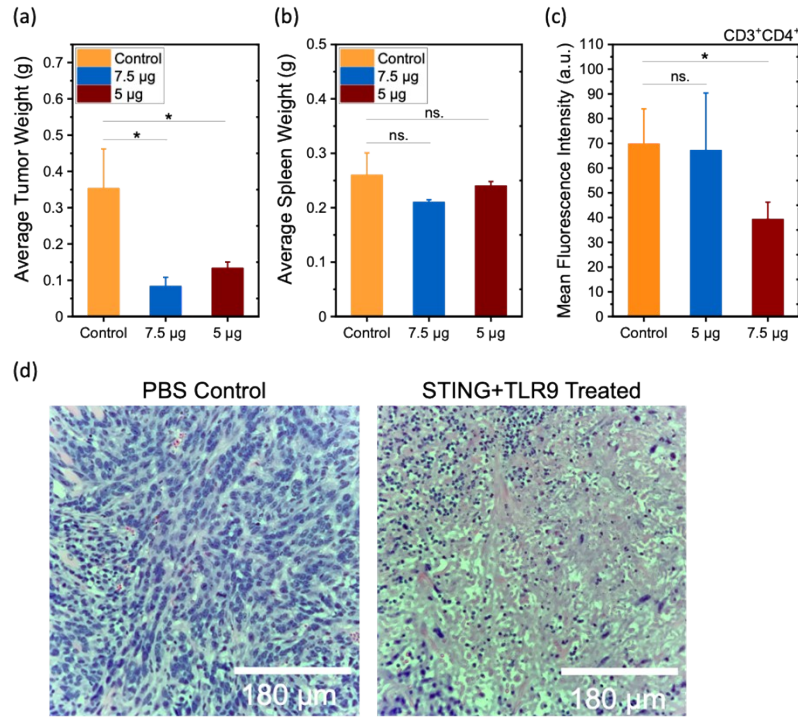 (a)
Average Tumor Weight (g)
0.7
0.6
0.5
0.4
0.3
0.2
0.1
0
Control
7.5 µg
5 µg
*
*
Control
7.5 µg
5 µg
(b)
Average Spleen Weight (g)
0.5
0.4
0.3
0.2
0.1
0
Control
7.5 µg
5 µg
ns.
ns.
Control
7.5 µg
5 µg
(c)
CD3⁺CD4⁺
Mean Fluorescence Intensity (a.u.)
110
100
90
80
70
60
50
40
30
20
10
0
*
ns.
Control
5 µg
7.5 µg
(d)
PBS Control
STING+TLR9 Treated
180 µm
180 µm